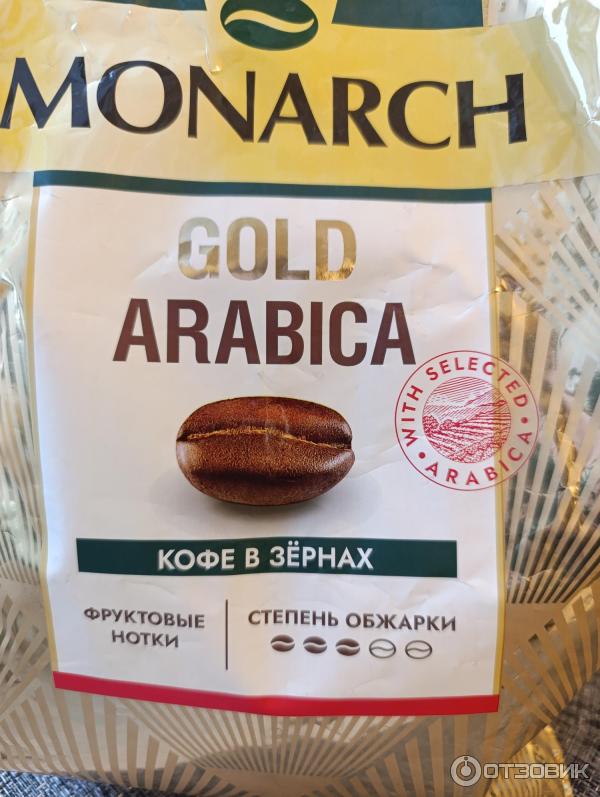 MONARCH
GOLD
ARABICA
WITH SELECTED
ARABICA
КОФЕ В ЗЁРНАХ
ФРУКТОВЫЕ
НОТКИ
СТЕПЕНЬ ОБЖАРКИ
ОТЗОВИК